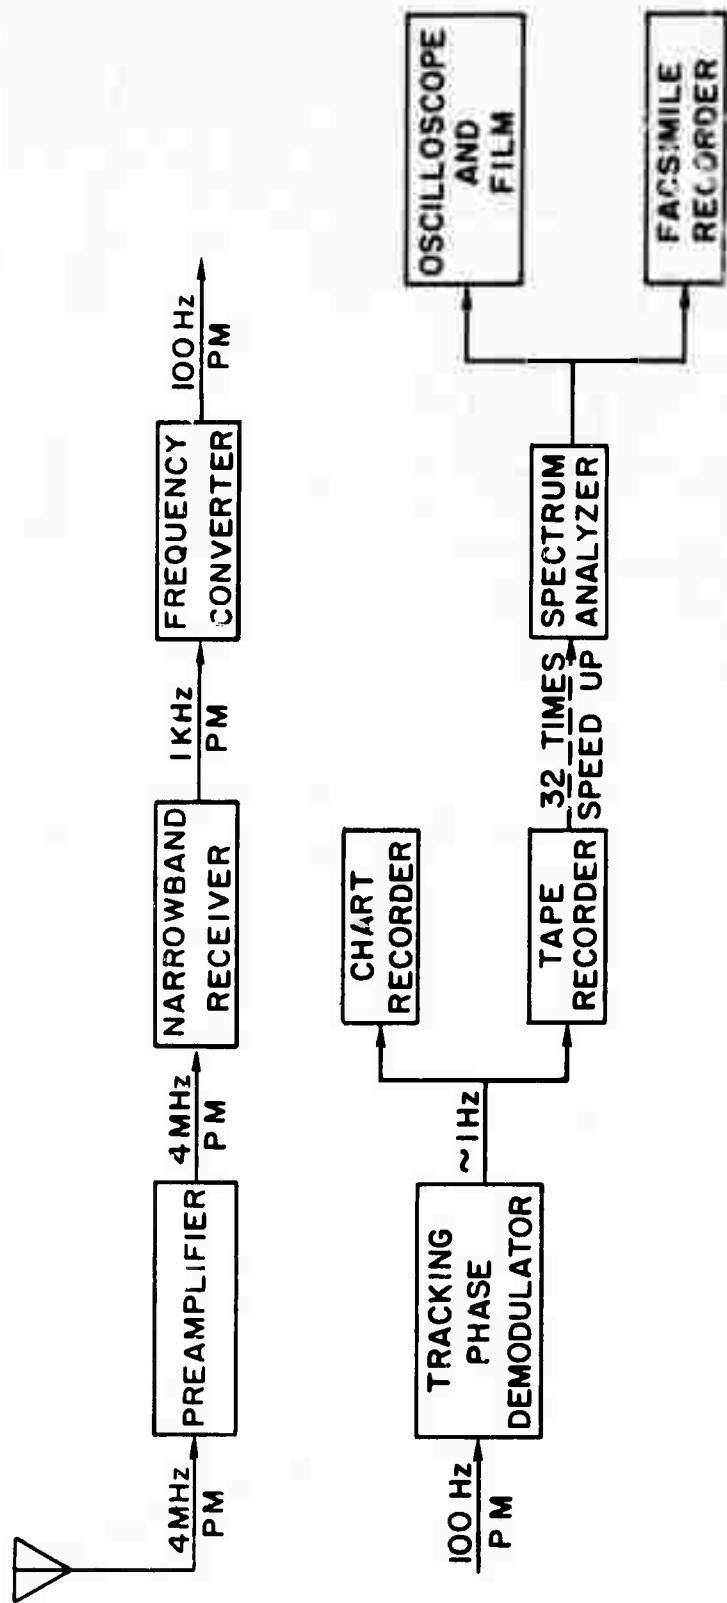 4MHz
PM
PREAMPLIFIER
4MHz
PM
NARROWBAND
RECEIVER
1KHz
PM
FREQUENCY
CONVERTER
100Hz
PM
100 Hz
PM
TRACKING
PHASE
DEMODULATOR
~1Hz
CHART
RECORDER
TAPE
RECORDER
32 TIMES
SPEED UP
SPECTRUM
ANALYZER
OSCILLOSCOPE
AND
FILM
FACSIMILE
RECORDER